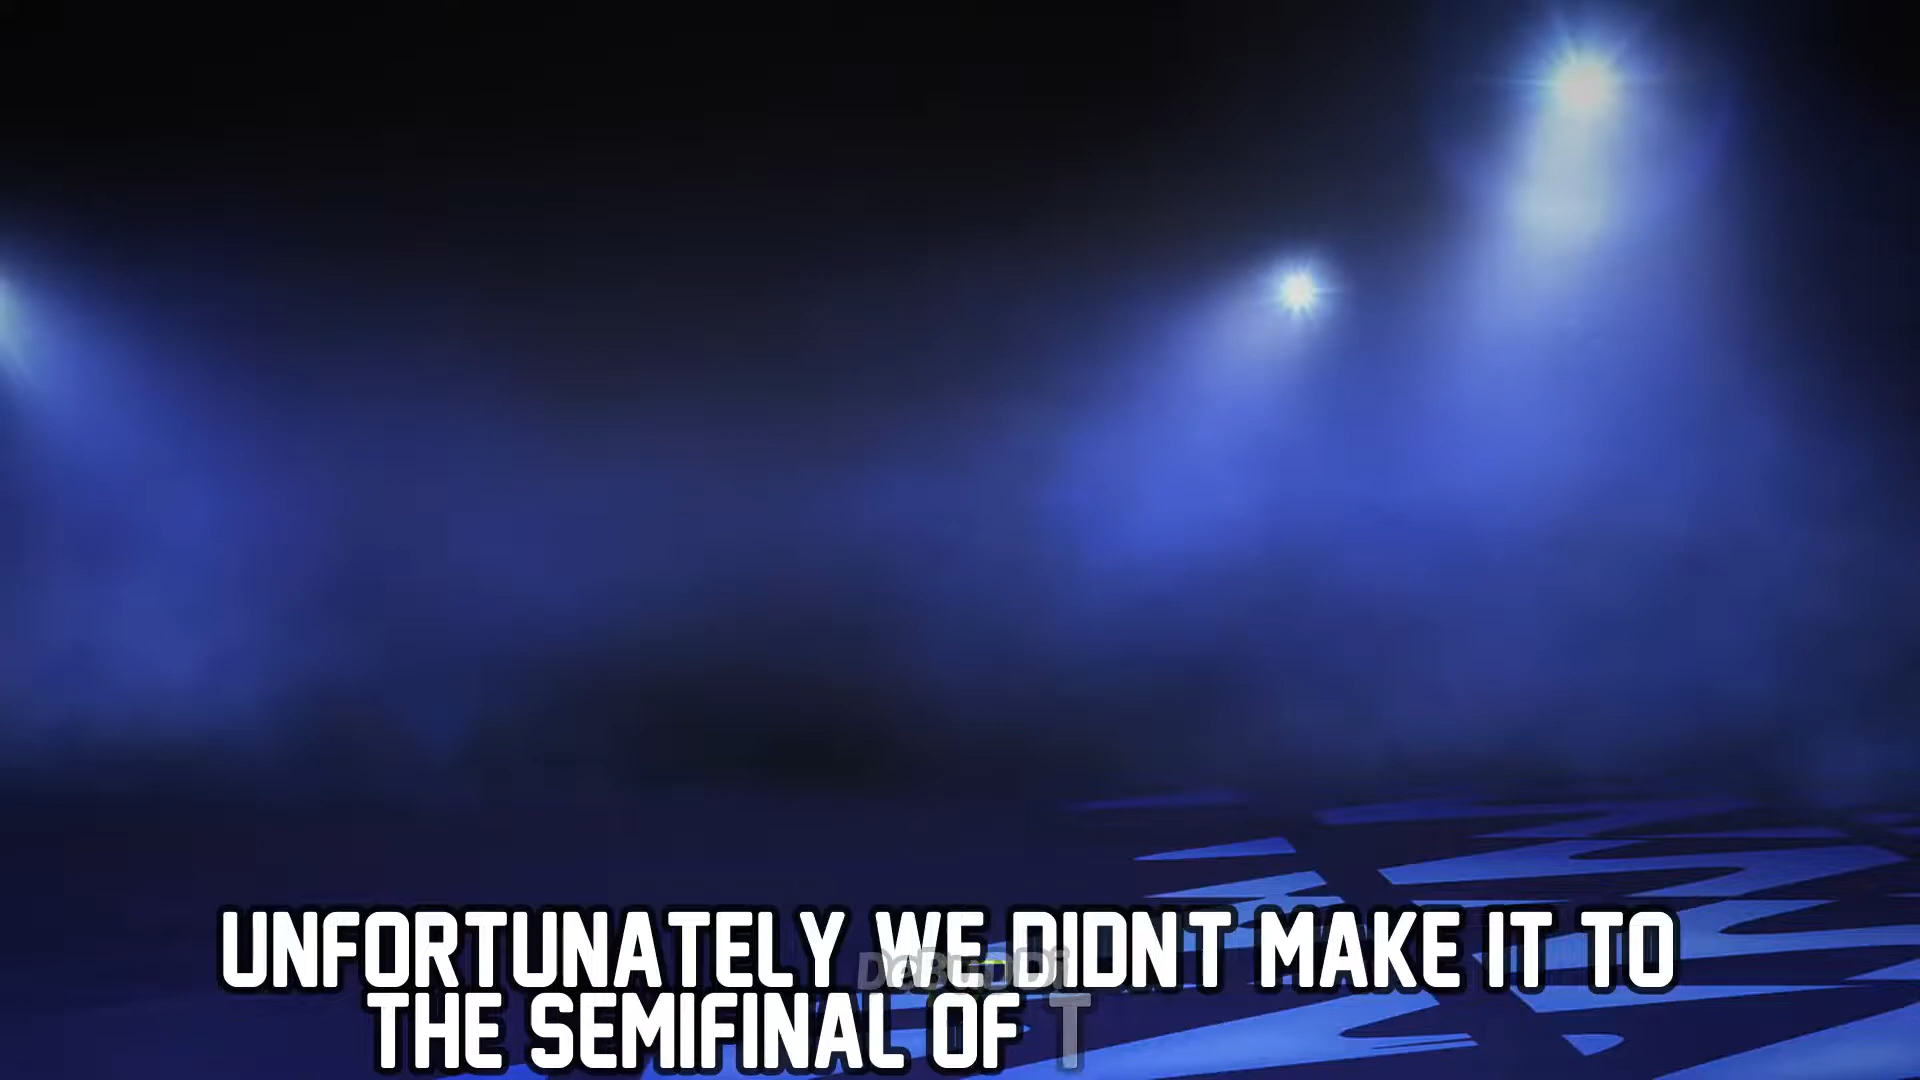 UNFORTUNATELY WE DIDNT MAKE IT TO
THE SEMIFINAL OF T